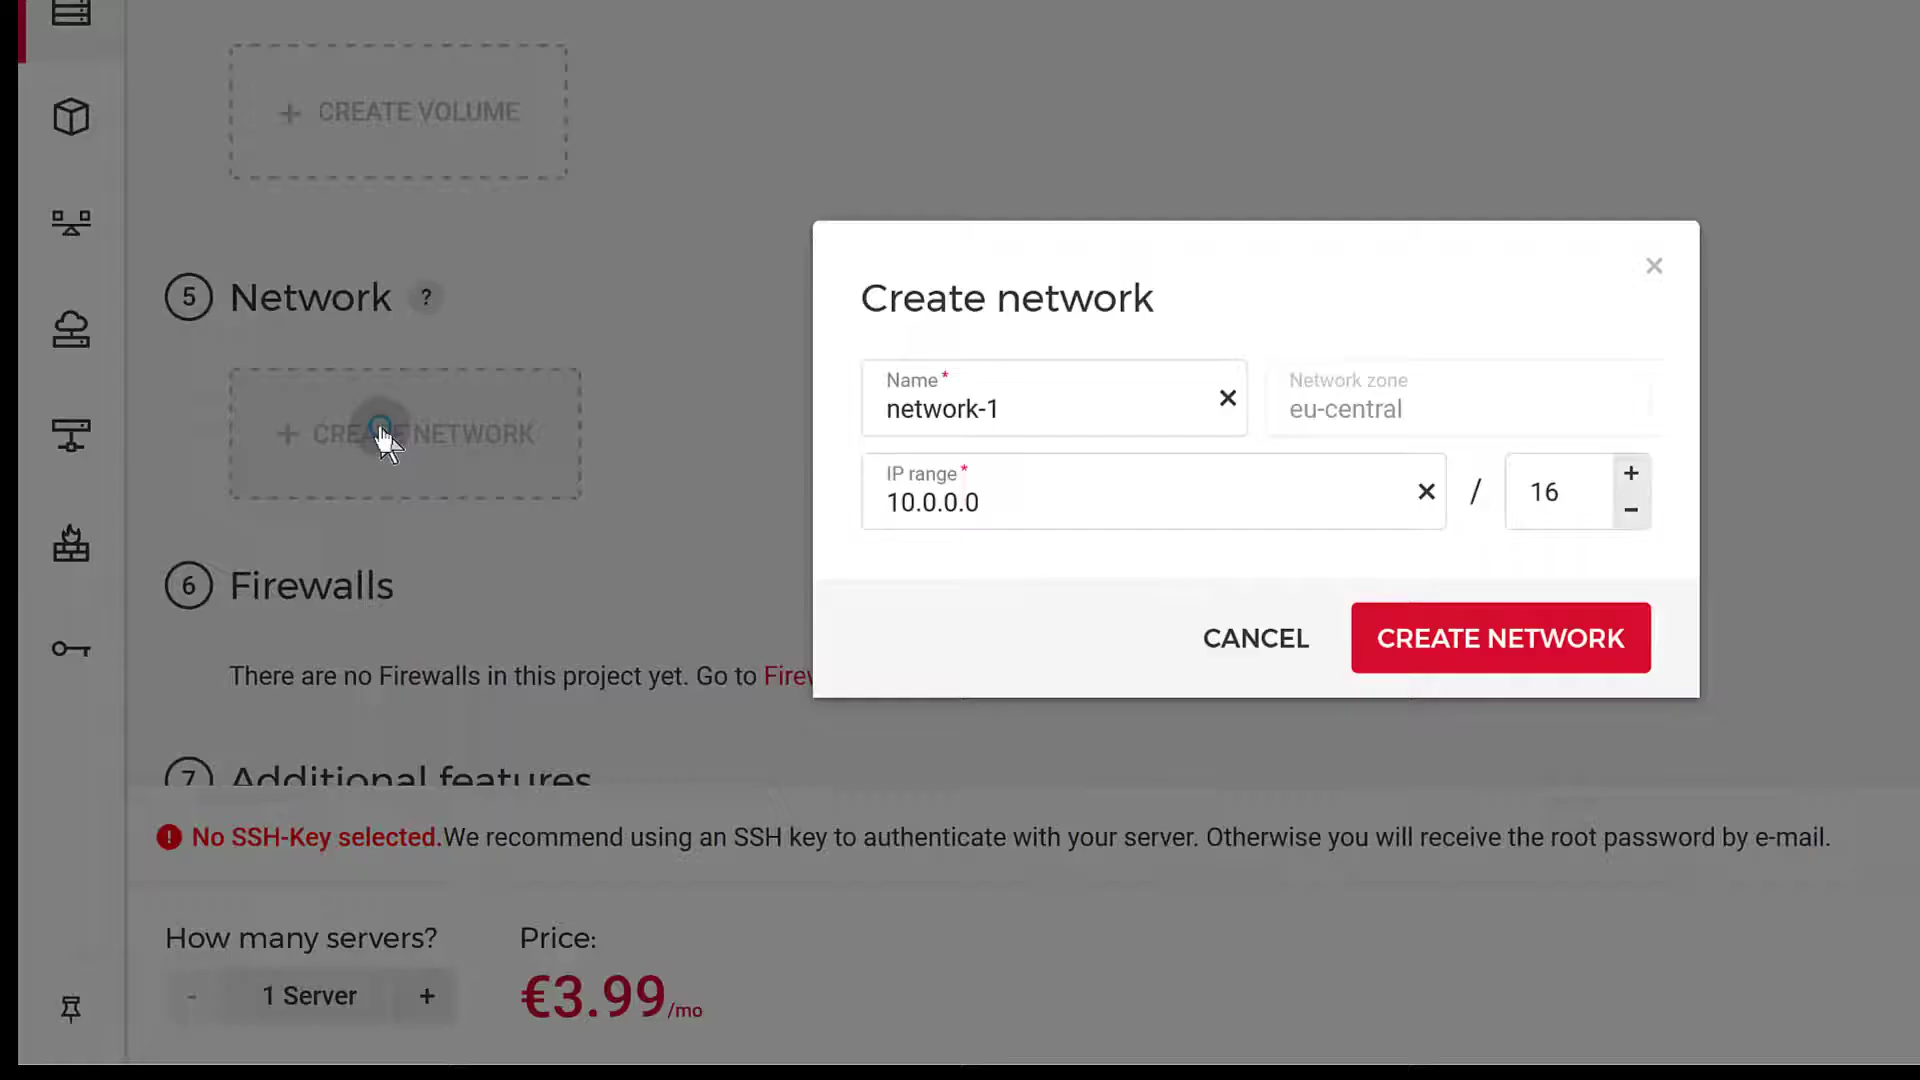 + CREATE VOLUME
5 Network ?
+ CREATE NETWORK
6 Firewalls
There are no Firewalls in this project yet. Go to Firew
7 Additional features
Create network
×
Name*
network-1
Network zone
eu-central
IP range*
10.0.0.0
/
16
+
-
CANCEL
CREATE NETWORK
No SSH-Key selected.We recommend using an SSH key to authenticate with your server. Otherwise you will receive the root password by e-mail.
How many servers?
- 1 Server +
Price:
€3.99/mo